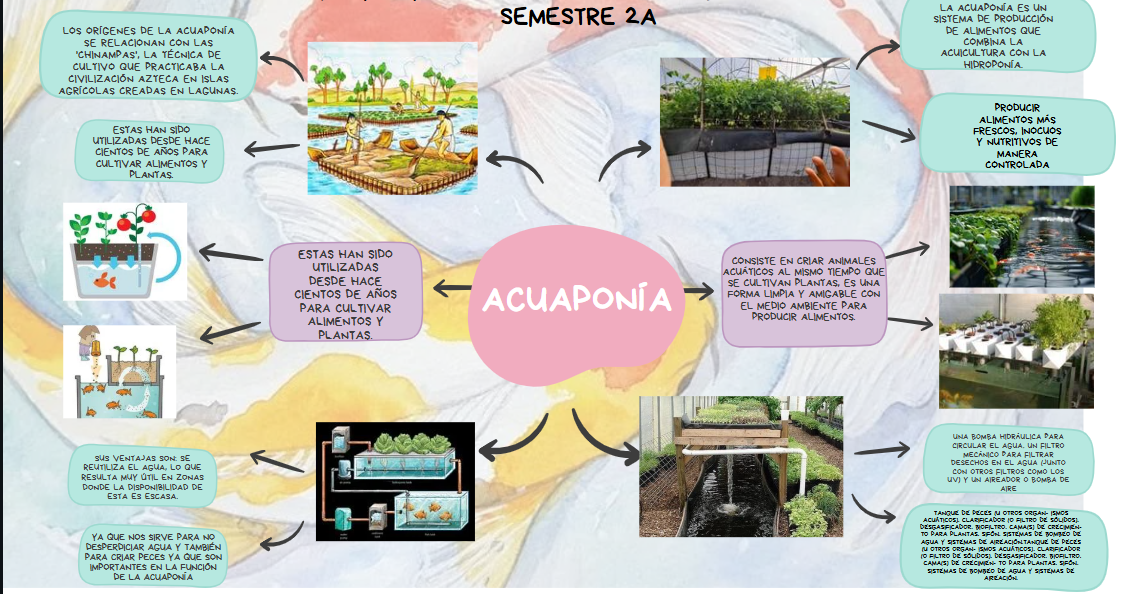 SEMESTRE 2A
LOS ORÍGENES DE LA ACUAPONÍA
SE RELACIONAN CON LAS
'CHINAMPAS', LA TÉCNICA DE
CULTIVO QUE PRACTICABA LA
CIVILIZACIÓN AZTECA EN ISLAS
AGRÍCOLAS CREADAS EN LAGUNAS.
ESTAS HAN SIDO
UTILIZADAS DESDE HACE
CIENTOS DE AÑOS PARA
CULTIVAR ALIMENTOS Y
PLANTAS.
LA ACUAPONÍA ES UN
SISTEMA DE PRODUCCIÓN
DE ALIMENTOS QUE
COMBINA LA
ACUICULTURA CON LA
HIDROPONÍA.
PRODUCIR
ALIMENTOS MÁS
FRESCOS, INOCUOS
Y NUTRITIVOS DE
MANERA
CONTROLADA
ESTAS HAN SIDO
UTILIZADAS
DESDE HACE
CIENTOS DE AÑOS
PARA CULTIVAR
ALIMENTOS Y
PLANTAS.
ACUAPONÍA
CONSISTE EN CRIAR ANIMALES
ACUÁTICOS AL MISMO TIEMPO QUE
SE CULTIVAN PLANTAS, ES UNA
FORMA LIMPIA Y AMIGABLE CON
EL MEDIO AMBIENTE PARA
PRODUCIR ALIMENTOS.
SUS VENTAJAS SON: SE
REUTILIZA EL AGUA, LO QUE
RESULTA MUY ÚTIL EN ZONAS
DONDE LA DISPONIBILIDAD DE
ESTA ES ESCASA.
YA QUE NOS SIRVE PARA NO
DESPERDICIAR AGUA Y TAMBIÉN
PARA CRIAR PECES YA QUE SON
IMPORTANTES EN LA FUNCIÓN
DE LA ACUAPONÍA
UNA BOMBA HIDRÁULICA PARA
CIRCULAR EL AGUA. UN FILTRO
MECÁNICO PARA FILTRAR
DESECHOS EN EL AGUA (JUNTO
CON OTROS FILTROS COMO LOS
UV) Y UN AIREADOR O BOMBA DE
AIRE
TANQUE DE PECES (U OTROS ORGAN- ISMOS
ACUÁTICOS). CLARIFICADOR (O FILTRO DE SÓLIDOS).
DESGASIFICADOR. BIOFILTRO. CAMA(S) DE CRECIMIEN-
TO PARA PLANTAS. SIFÓN. SISTEMAS DE BOMBEO DE
AGUA Y SISTEMAS DE AIREACIÓN.TANQUE DE PECES
(U OTROS ORGAN- ISMOS ACUÁTICOS). CLARIFICADOR
(O FILTRO DE SÓLIDOS). DESGASIFICADOR. BIOFILTRO.
CAMA(S) DE CRECIMIEN- TO PARA PLANTAS. SIFÓN.
SISTEMAS DE BOMBEO DE AGUA Y SISTEMAS DE
AIREACIÓN.